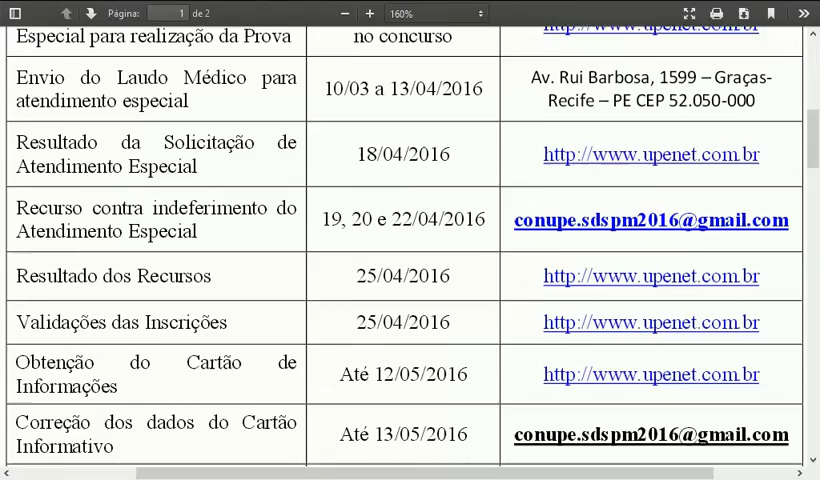 Página: 1 de 2 160%
Especial para realização da Prova no concurso
Envio do Laudo Médico para
atendimento especial
10/03 a 13/04/2016
Av. Rui Barbosa, 1599 – Graças-
Recife – PE CEP 52.050-000
Resultado da Solicitação de
Atendimento Especial
18/04/2016
http://www.upenet.com.br
Recurso contra indeferimento do
Atendimento Especial
19, 20 e 22/04/2016
conupe.sdspm2016@gmail.com
Resultado dos Recursos
25/04/2016
http://www.upenet.com.br
Validações das Inscrições
25/04/2016
http://www.upenet.com.br
Obtenção do Cartão de
Informações
Até 12/05/2016
http://www.upenet.com.br
Correção dos dados do Cartão
Informativo
Até 13/05/2016
conupe.sdspm2016@gmail.com